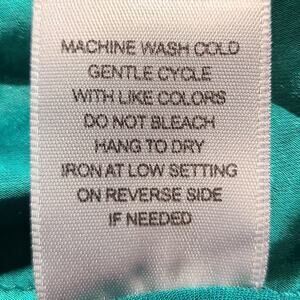 MACHINE WASH COLD
GENTLE CYCLE
WITH LIKE COLORS
DO NOT BLEACH
HANG TO DRY
IRON AT LOW SETTING
ON REVERSE SIDE
IF NEEDED